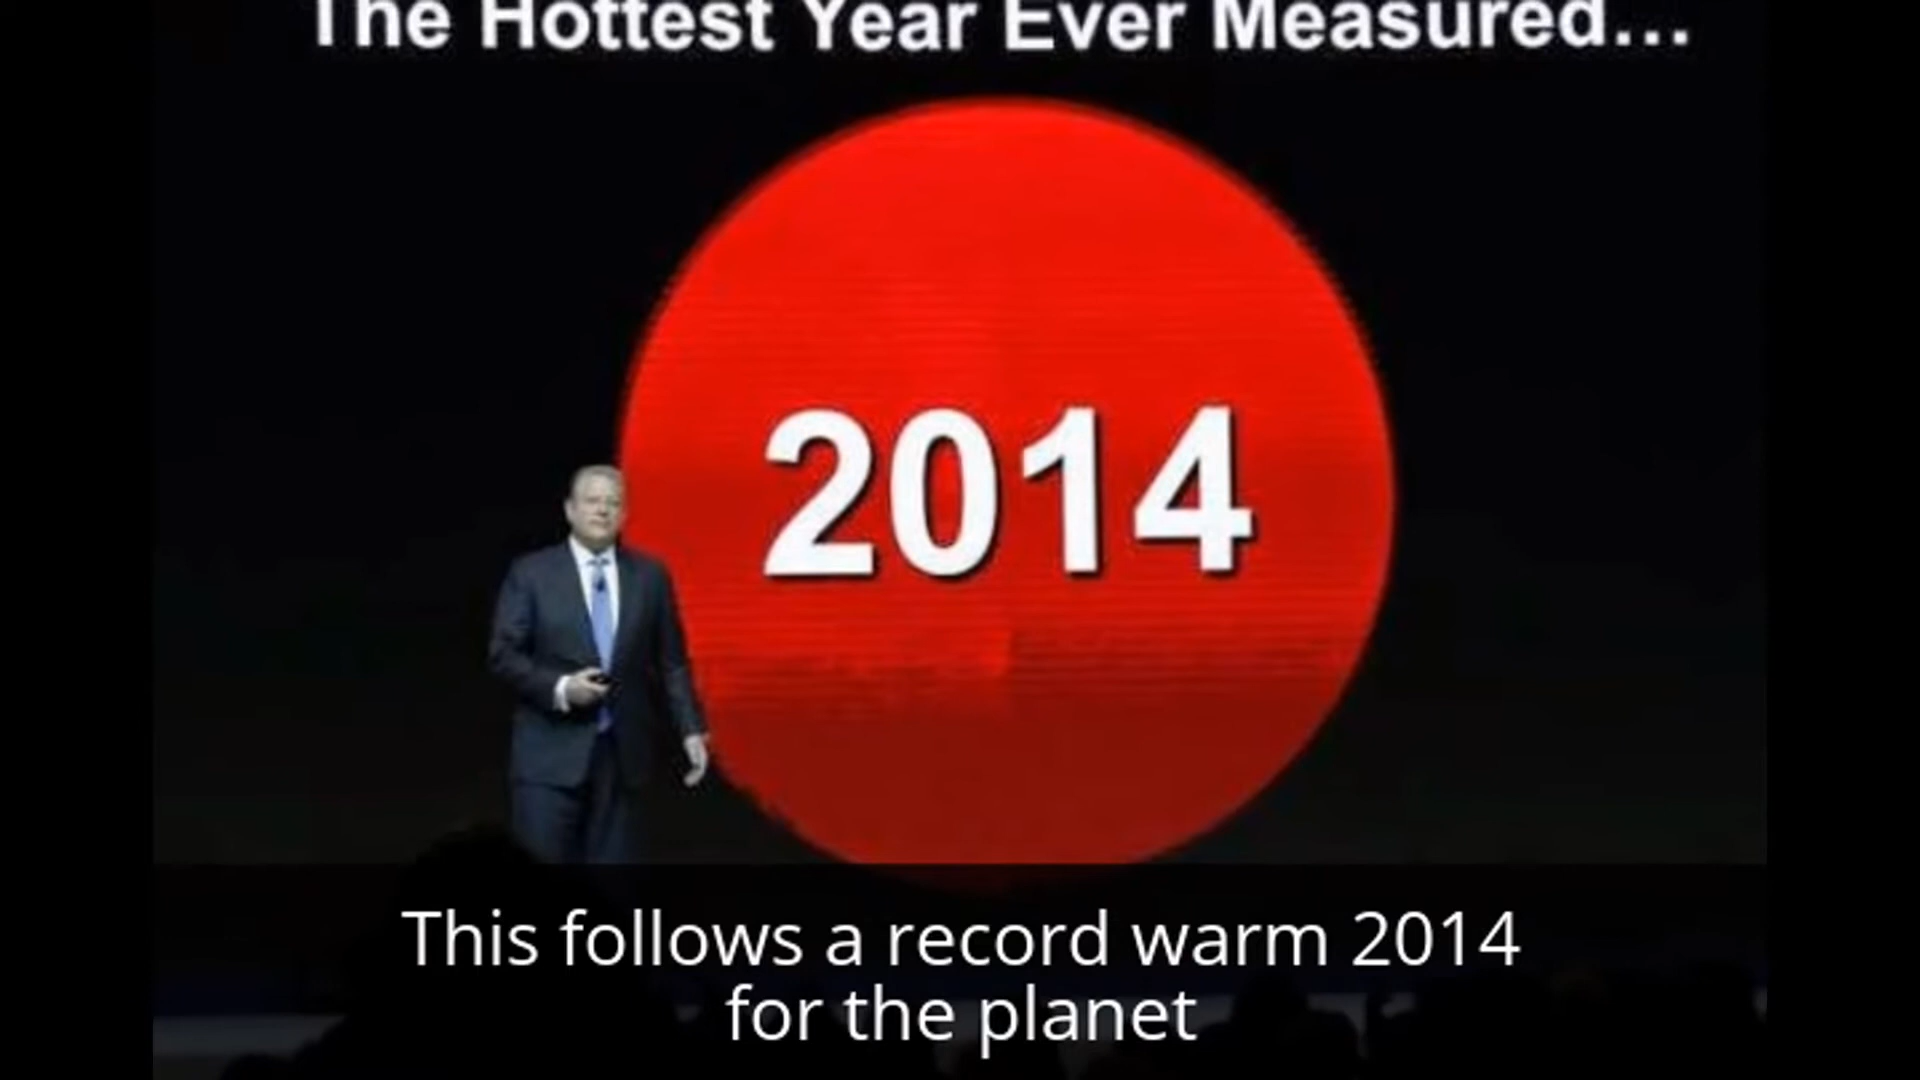 The Hottest Year Ever Measured...
2014
This follows a record warm 2014
for the planet